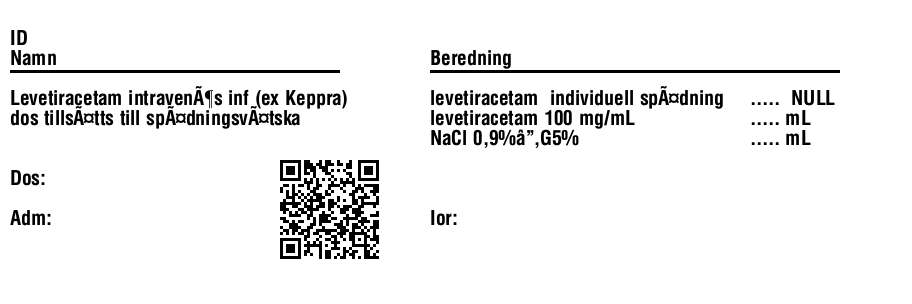 ID
Namn
Levetiracetam intravenÃ¶s inf (ex Keppra)
dos tillsÃ¤tts till spÃ¤dningsvÃ¤tska
Dos:
Adm:
Beredning
levetiracetam individuell spÃ¤dning ..... NULL
levetiracetam 100 mg/mL ..... mL
NaCl 0,9%â”‚G5% ..... mL
Ior: